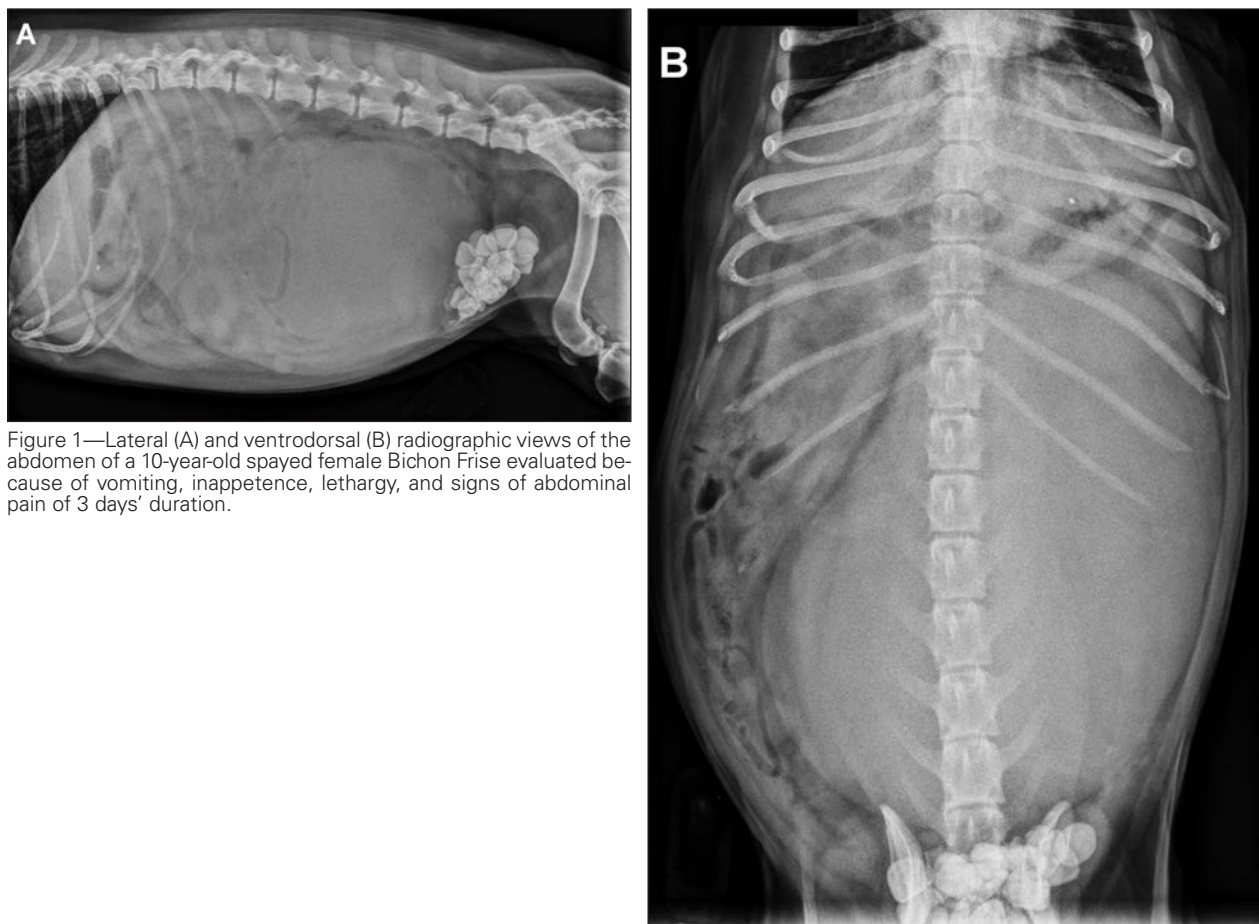 A
B
Figure 1—Lateral (A) and ventrodorsal (B) radiographic views of the
abdomen of a 10-year-old spayed female Bichon Frise evaluated be-
cause of vomiting, inappetence, lethargy, and signs of abdominal
pain of 3 days’ duration.